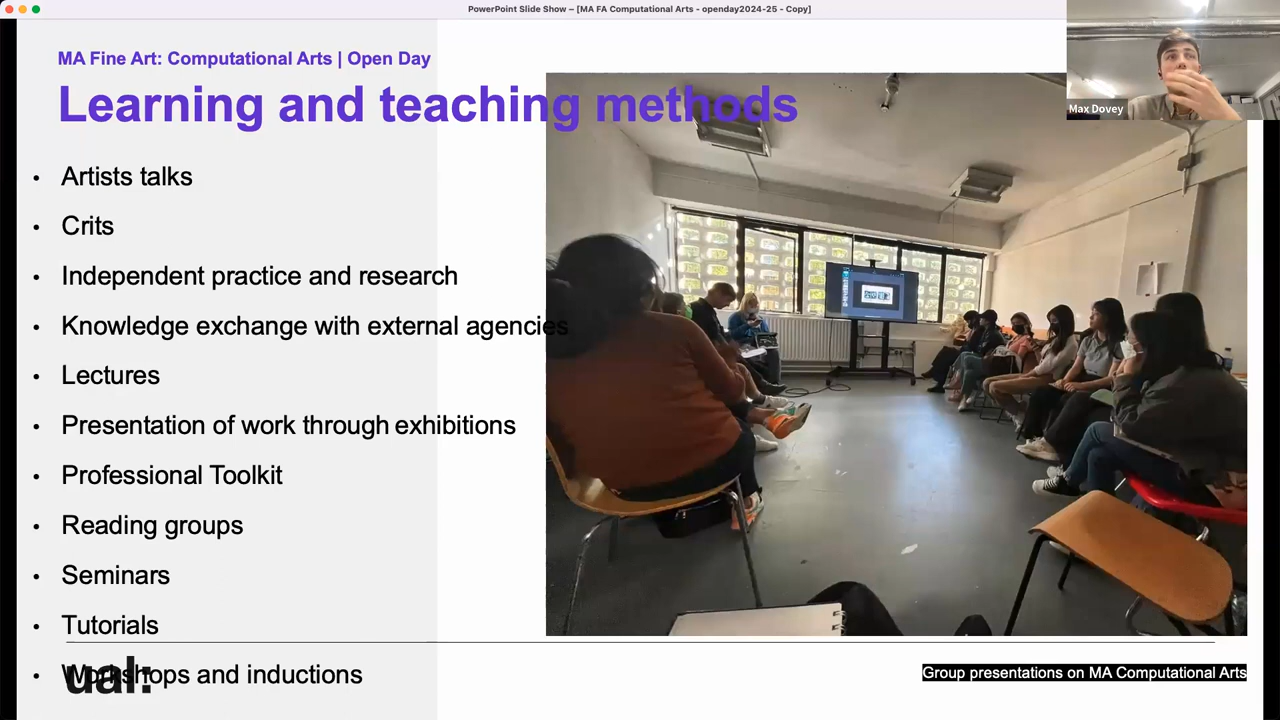 PowerPoint Slide Show – [MA FA Computational Arts - openday2024-25 - Copy]
MA Fine Art: Computational Arts | Open Day
Learning and teaching methods
Max Dovey
• Artists talks
• Crits
• Independent practice and research
• Knowledge exchange with external agencies
• Lectures
• Presentation of work through exhibitions
• Professional Toolkit
• Reading groups
• Seminars
• Tutorials
• Workshops and inductions
ual:
Group presentations on MA Computational Arts